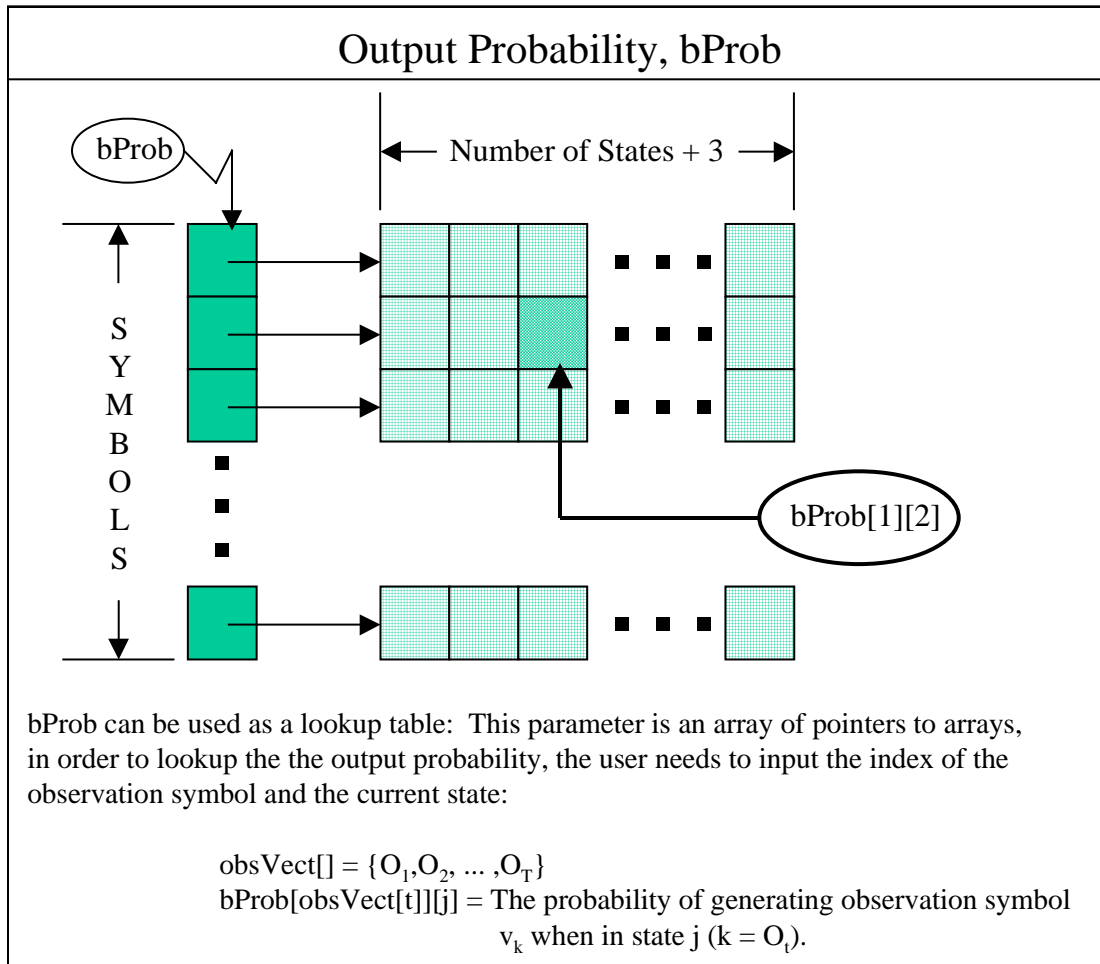 Output Probability, bProb
bProb
Number of States + 3
S
Y
M
B
O
L
S
bProb[1][2]
bProb can be used as a lookup table:  This parameter is an array of pointers to arrays,
in order to lookup the the output probability, the user needs to input the index of the
observation symbol and the current state:
obsVect[] = {O₁,O₂, ... ,O_T}
bProb[obsVect[t]][j] = The probability of generating observation symbol
v_k when in state j (k = O_t).